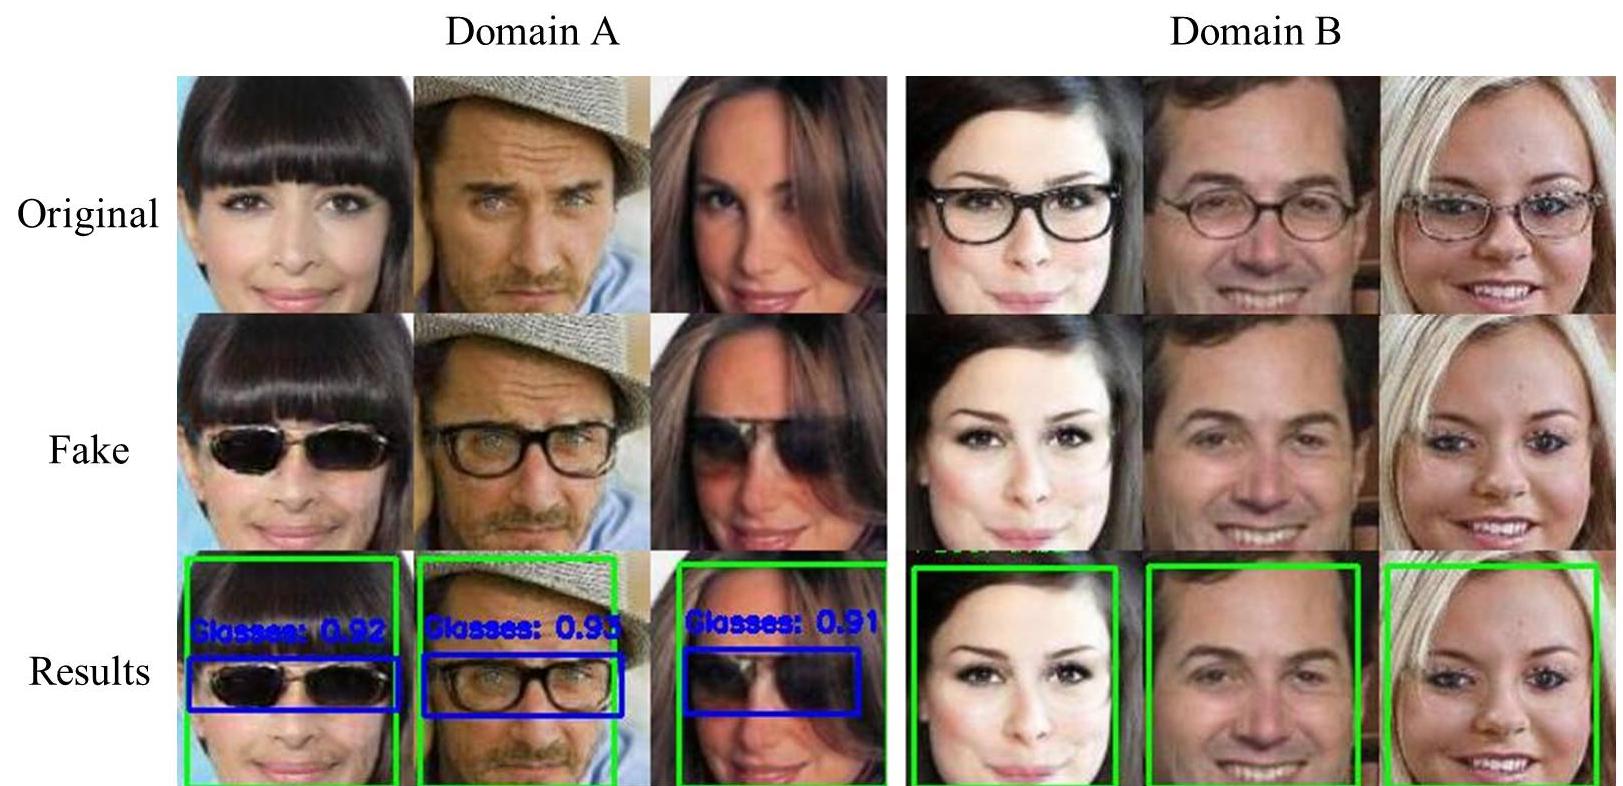 Domain A
Domain B
Original
Fake
Results
Glasses: 0.92
Glasses: 0.93
Glasses: 0.91